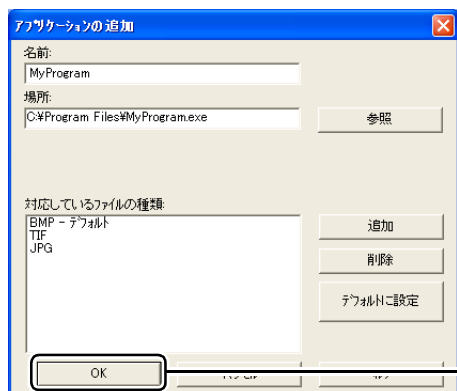 アプリケーションの追加
名前:
MyProgram
場所:
C:¥Program Files¥MyProgram.exe
参照
対応しているファイルの種類:
BMP - デフォルト
TIF
JPG
追加
削除
デフォルトに設定
OK